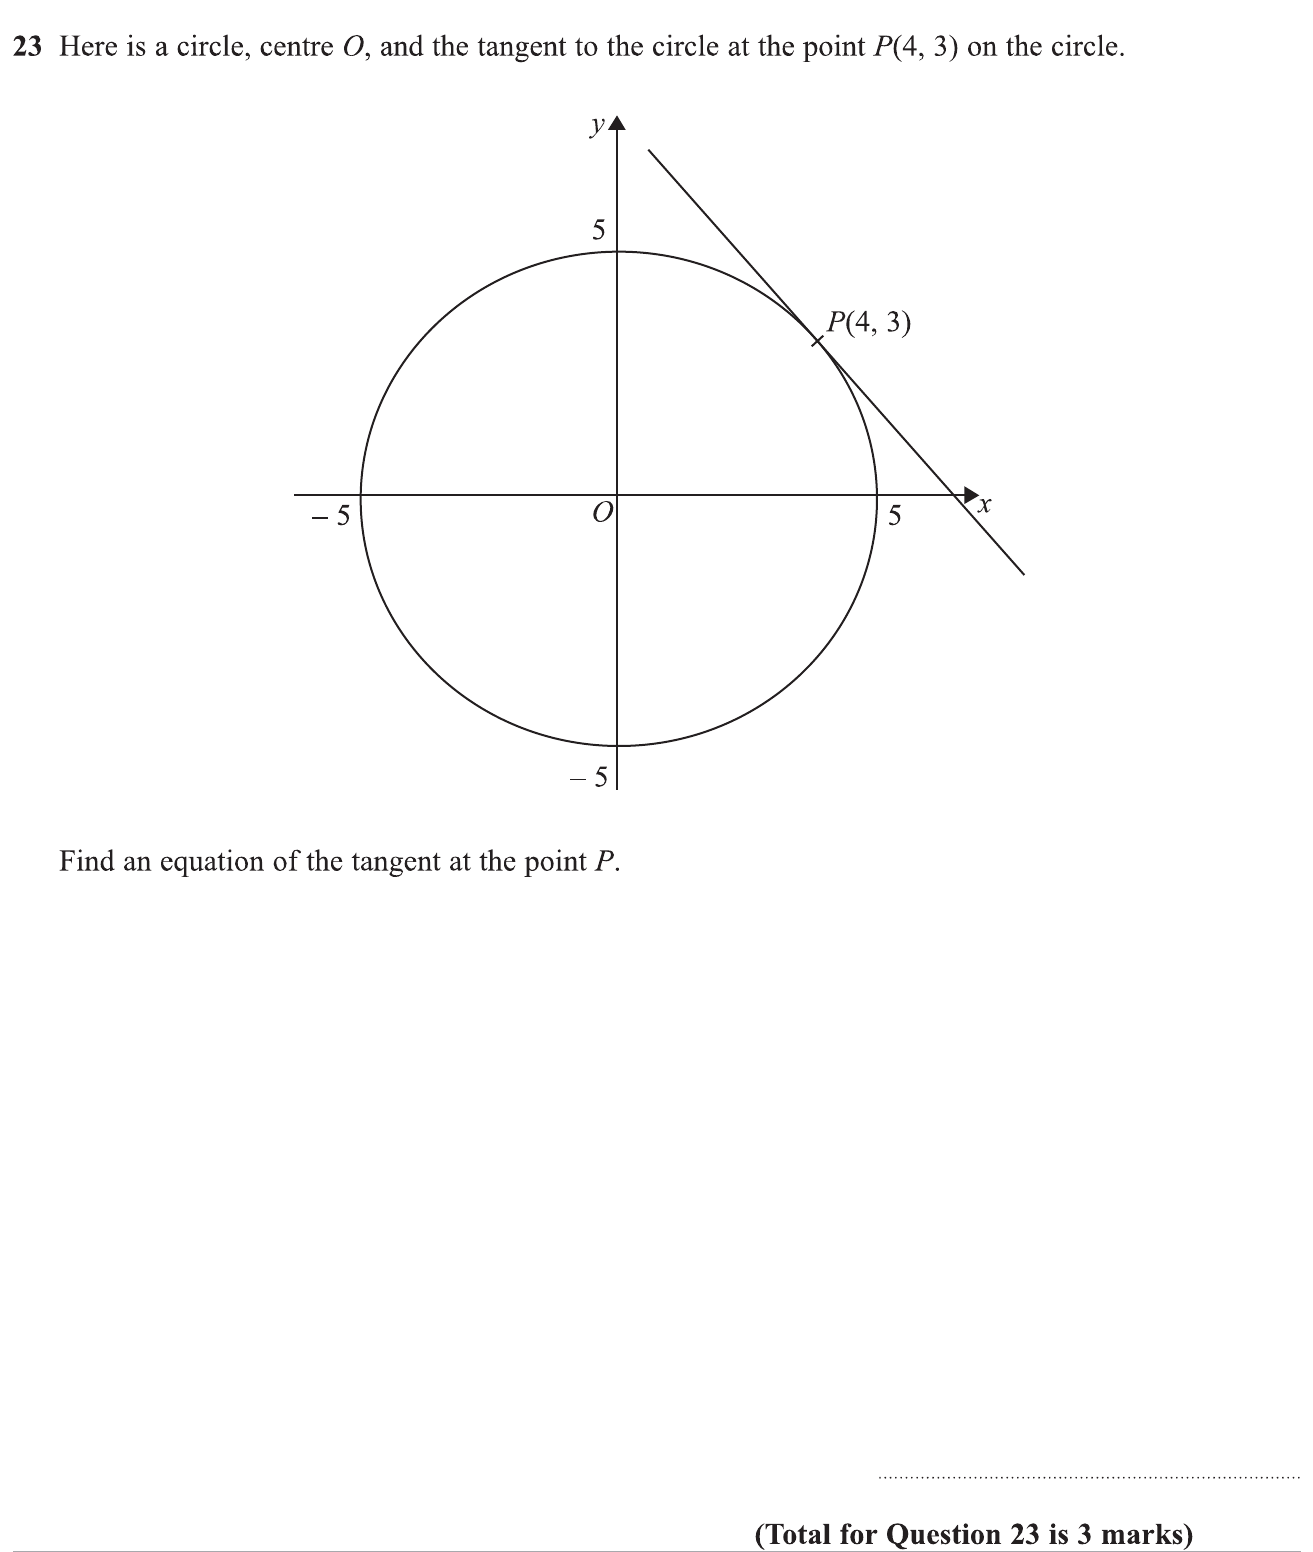 23 Here is a circle, centre O, and the tangent to the circle at the point P(4, 3) on the circle.
y
5
P(4, 3)
– 5
O
5
x
– 5
Find an equation of the tangent at the point P.
(Total for Question 23 is 3 marks)